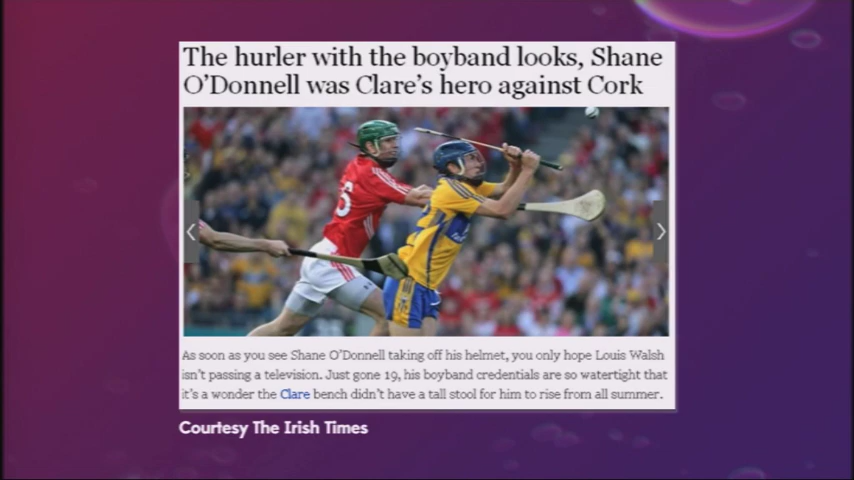 The hurler with the boyband looks, Shane
O'Donnell was Clare's hero against Cork
As soon as you see Shane O'Donnell taking off his helmet, you only hope Louis Walsh
isn't passing a television. Just gone 19, his boyband credentials are so watertight that
it's a wonder the Clare bench didn't have a tall stool for him to rise from all summer.
Courtesy The Irish Times